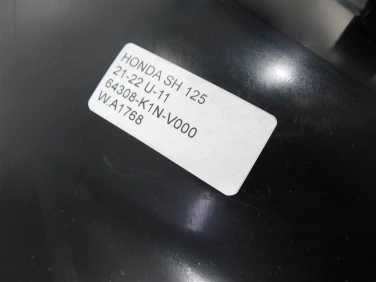 HONDA SH 125
21-22 U-11
64308-K1N-V000
W.A1768